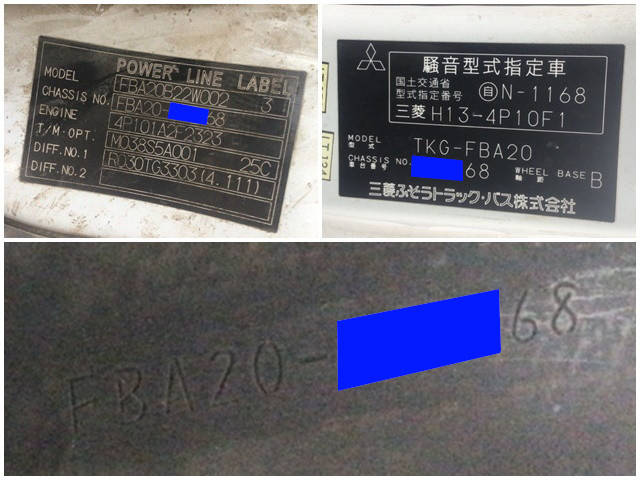 POWER LINE LABEL
MODEL FBA20B22W002 3
CHASSIS NO. FBA20- 68
ENGINE 4P101A2F2323
T/M·OPT. M038S5A001 25C
DIFF.NO.1 R030TG3303(4.111)
DIFF.NO.2
騒音型式指定車
国土交通省
型式指定番号 自N-1168
三菱 H13-4P10F1
MODEL
型式 TKG-FBA20
CHASSIS NO.
車台番号 68 WHEEL BASE
軸距 B
三菱ふそうトラック・バス株式会社
FBA20- 68